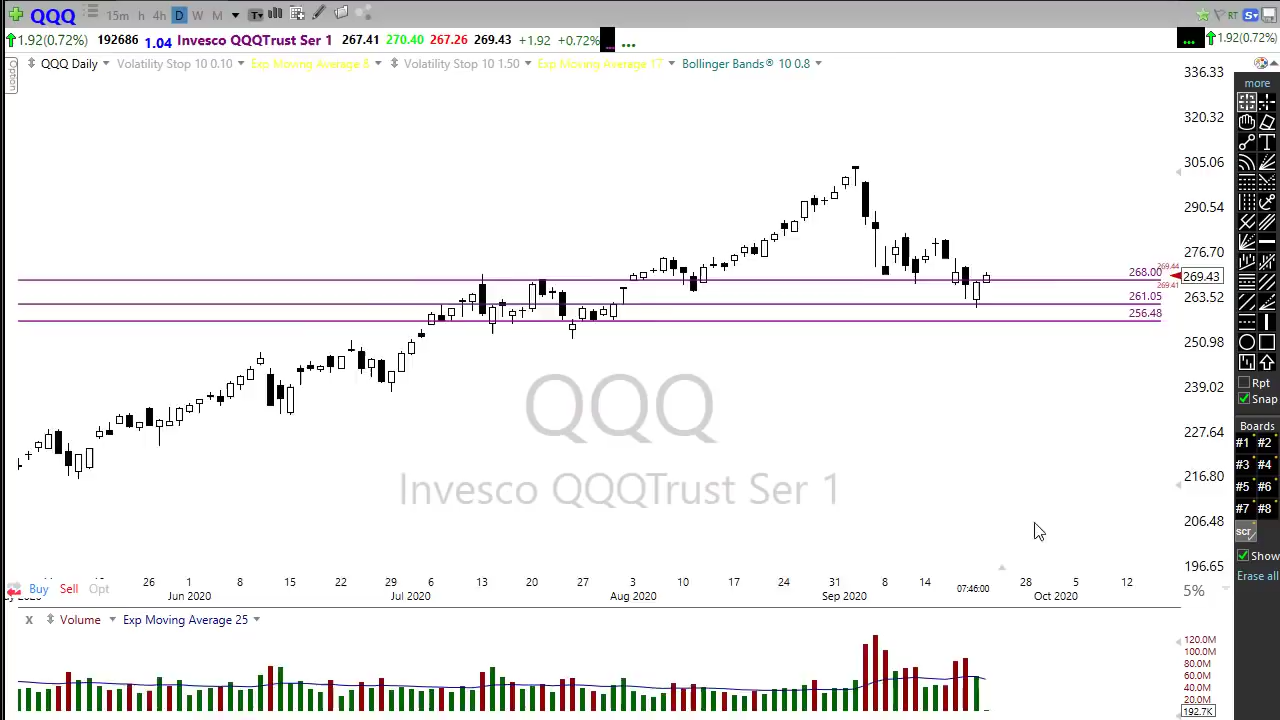 QQQ 15m h 4h D W M T RT S
1.92(0.72%) 192686 1.04 Invesco QQQTrust Ser 1 267.41 270.40 267.26 269.43 +1.92 +0.72% ... ... 1.92(0.72%)
Option
QQQ Daily Volatility Stop 10 0.10 Exp Moving Average 8 Volatility Stop 10 1.50 Exp Moving Average 17 Bollinger Bands® 10 0.8
336.33
more
320.32
T
305.06
290.54
276.70
269.44
268.00
269.43
269.41
261.05
263.52
256.48
250.98
239.02
Rpt
Snap
QQQ
227.64
Boards
#1 #2
#3 #4
216.80
Invesco QQQTrust Ser 1
#5 #6
#7 #8
206.48
scr
Show
196.65
Erase all
Buy Sell Opt
26 1 8 15 22 29 6 13 20 27 3 10 17 24 31 8 14 28 5 12
5%
07:46:00
2020 Jun 2020 Jul 2020 Aug 2020 Sep 2020 Oct 2020
x Volume Exp Moving Average 25
120.0M
100.0M
80.0M
60.0M
40.0M
20.0M
192.7K